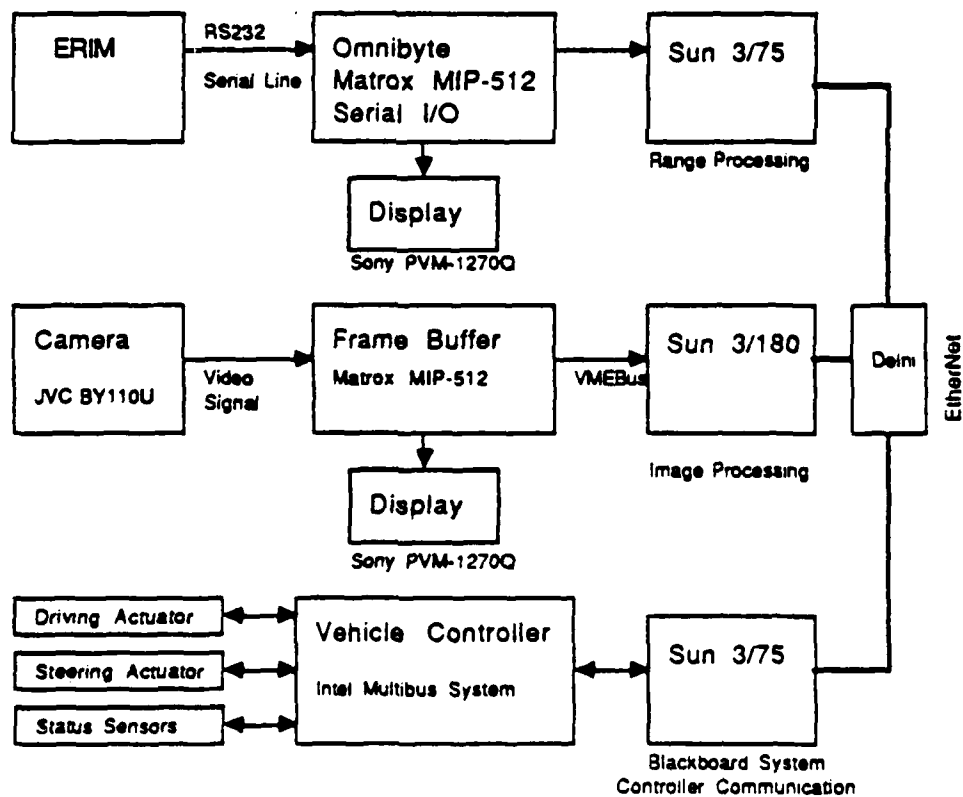 ERIM
RS232
Serial Line
Omnibyte
Matrox MIP-512
Serial I/O
Sun 3/75
Range Processing
Display
Sony PVM-1270Q
Camera
JVC BY110U
Video
Signal
Frame Buffer
Matrox MIP-512
VMEBus
Sun 3/180
Image Processing
Delni
EtherNet
Display
Sony PVM-1270Q
Driving Actuator
Steering Actuator
Status Sensors
Vehicle Controller
Intel Multibus System
Sun 3/75
Blackboard System
Controller Communication